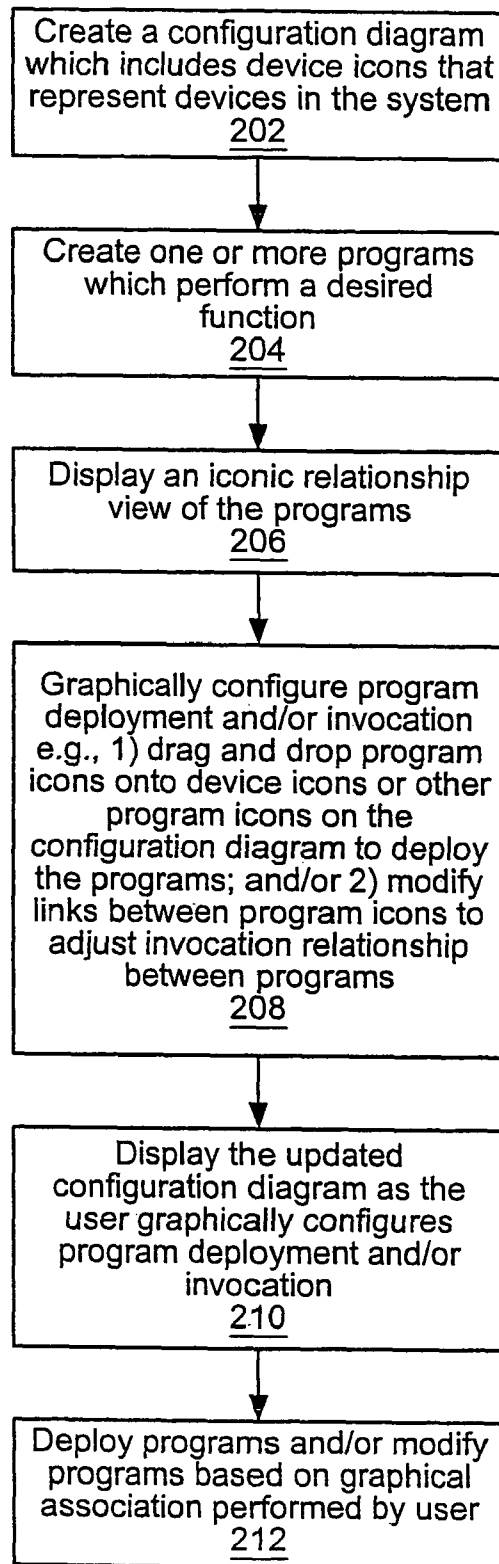 Create a configuration diagram
which includes device icons that
represent devices in the system
202
Create one or more programs
which perform a desired
function
204
Display an iconic relationship
view of the programs
206
Graphically configure program
deployment and/or invocation
e.g., 1) drag and drop program
icons onto device icons or other
program icons on the
configuration diagram to deploy
the programs; and/or 2) modify
links between program icons to
adjust invocation relationship
between programs
208
Display the updated
configuration diagram as the
user graphically configures
program deployment and/or
invocation
210
Deploy programs and/or modify
programs based on graphical
association performed by user
212